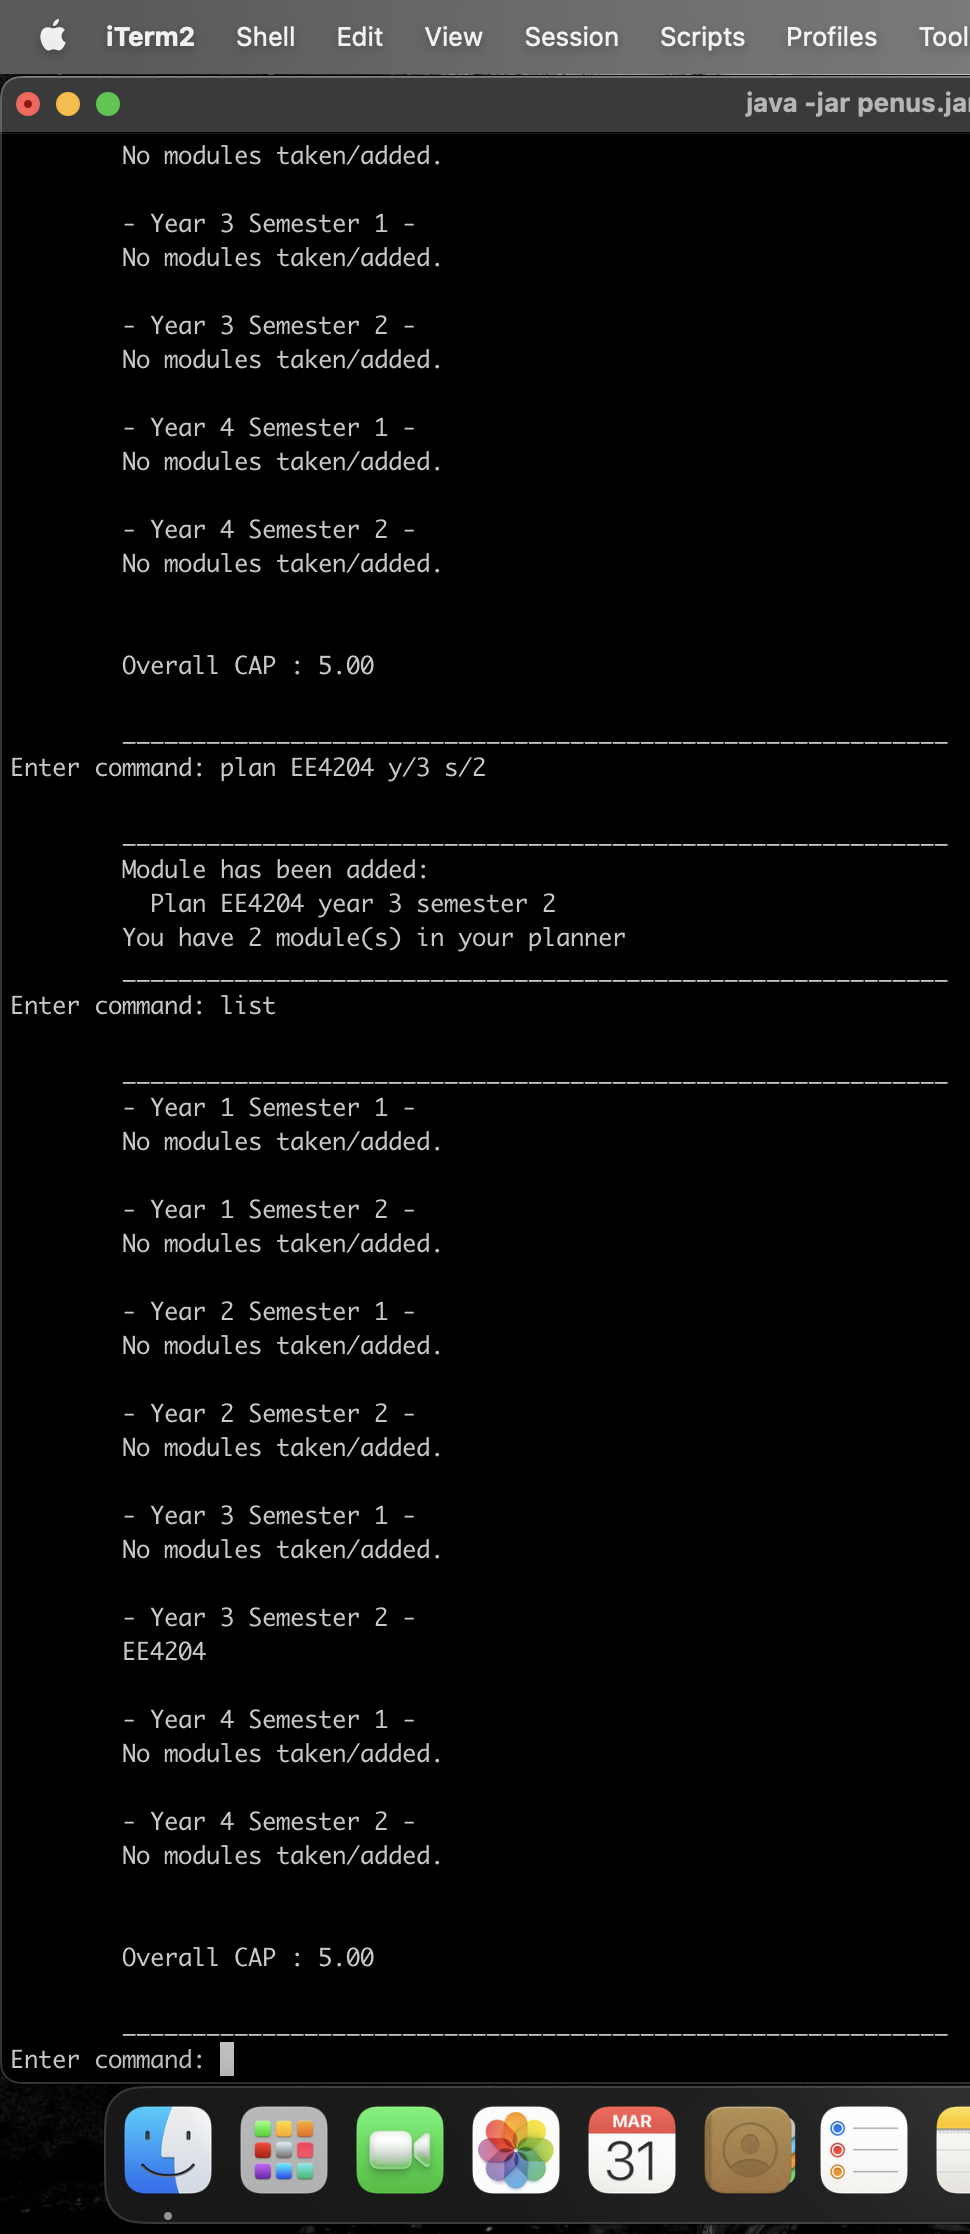 iTerm2 Shell Edit View Session Scripts Profiles Tool
java -jar penus.jar
No modules taken/added.
- Year 3 Semester 1 -
No modules taken/added.
- Year 3 Semester 2 -
No modules taken/added.
- Year 4 Semester 1 -
No modules taken/added.
- Year 4 Semester 2 -
No modules taken/added.
Overall CAP : 5.00
____________________________________________________________
Enter command: plan EE4204 y/3 s/2
____________________________________________________________
Module has been added:
Plan EE4204 year 3 semester 2
You have 2 module(s) in your planner
____________________________________________________________
Enter command: list
____________________________________________________________
- Year 1 Semester 1 -
No modules taken/added.
- Year 1 Semester 2 -
No modules taken/added.
- Year 2 Semester 1 -
No modules taken/added.
- Year 2 Semester 2 -
No modules taken/added.
- Year 3 Semester 1 -
No modules taken/added.
- Year 3 Semester 2 -
EE4204
- Year 4 Semester 1 -
No modules taken/added.
- Year 4 Semester 2 -
No modules taken/added.
Overall CAP : 5.00
____________________________________________________________
Enter command:
MAR
31